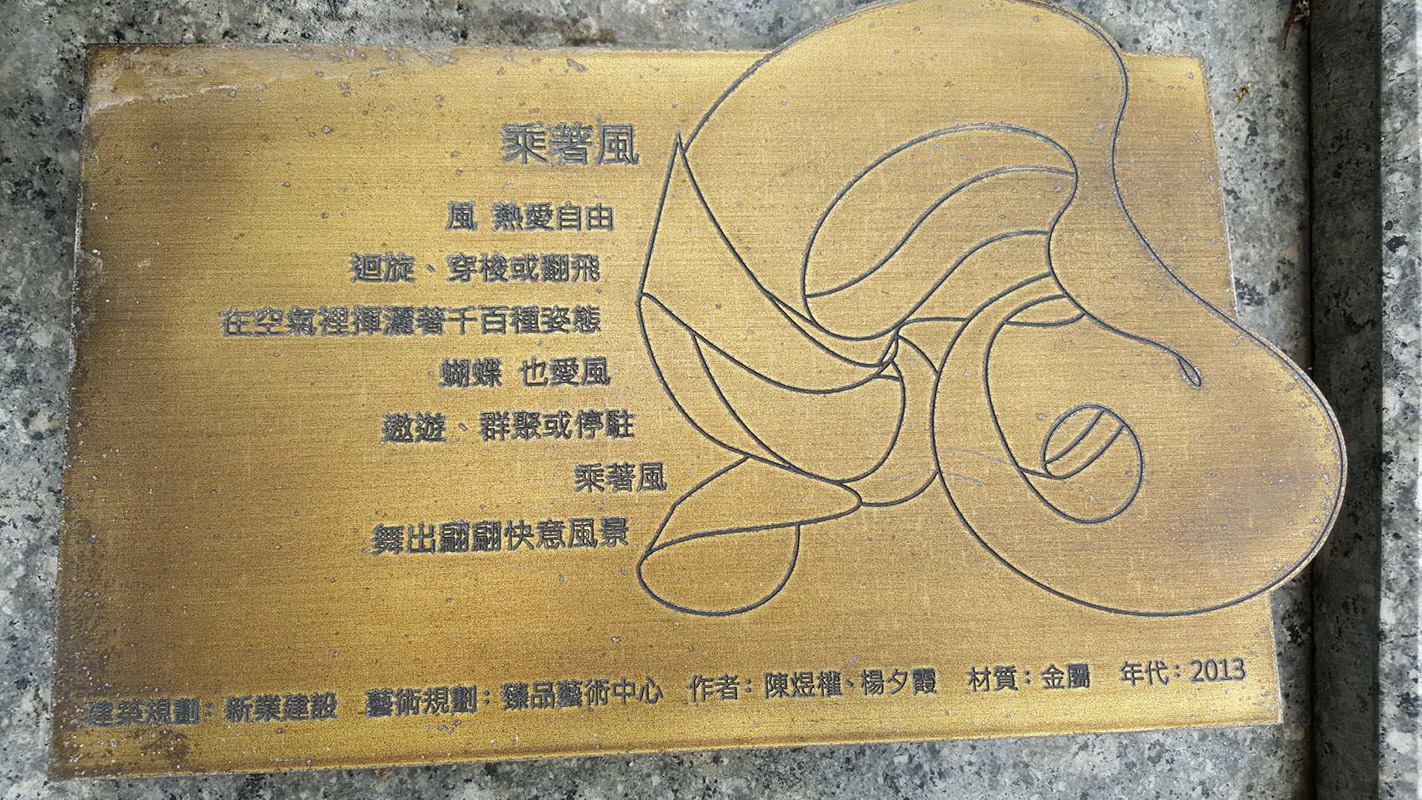 乘著風
風 熱愛自由
迴旋、穿梭或翻飛
在空氣裡揮灑著千百種姿態
蝴蝶 也愛風
遨遊、群聚或停駐
乘著風
舞出翩翩快意風景
建築規劃：新業建設 藝術規劃：臻品藝術中心 作者：陳煜權、楊夕霞 材質：金屬 年代：2013